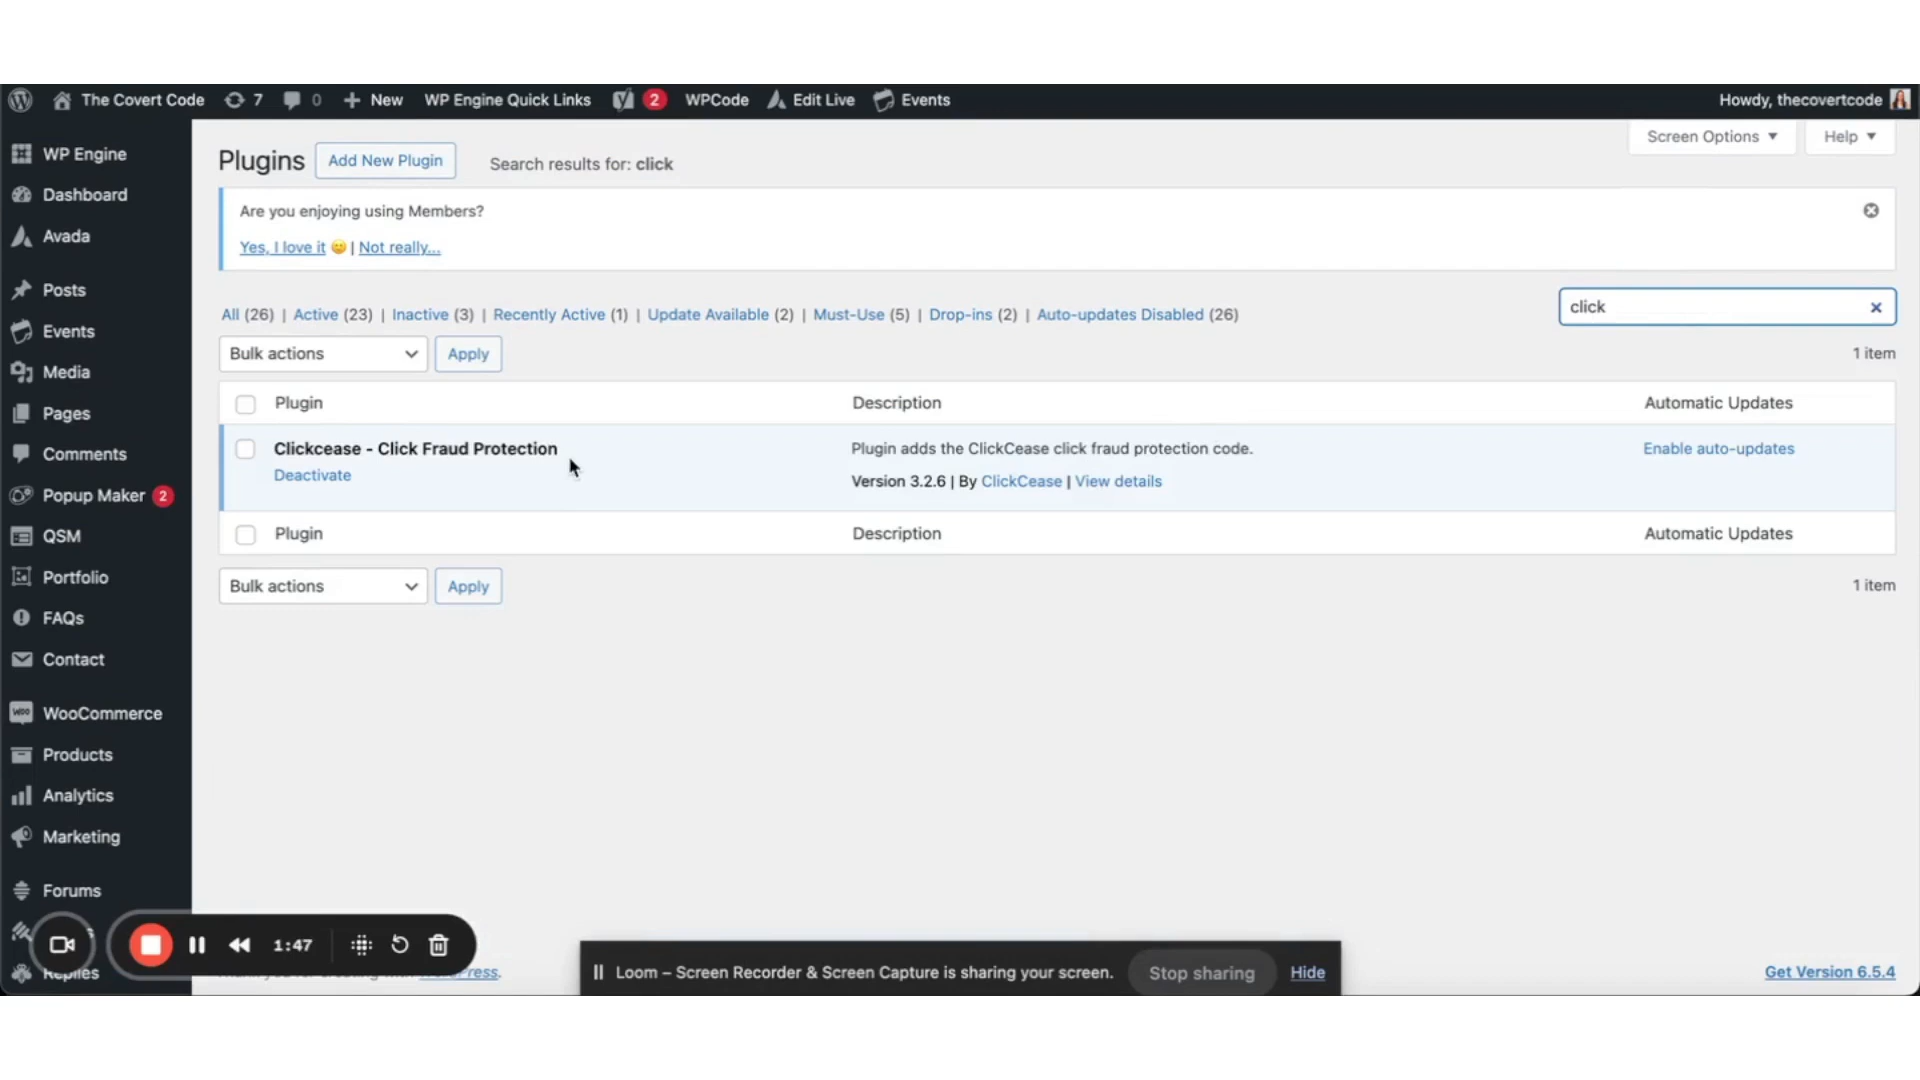 The Covert Code 7 0 New WP Engine Quick Links 2 WPCode Edit Live Events Howdy, thecovertcode
Screen Options Help
WP Engine
Dashboard
Avada
Posts
Events
Media
Pages
Comments
Popup Maker 2
QSM
Portfolio
FAQs
Contact
WooCommerce
Products
Analytics
Marketing
Forums
Replies
Plugins Add New Plugin Search results for: click
Are you enjoying using Members?
Yes, I love it | Not really...
All (26) | Active (23) | Inactive (3) | Recently Active (1) | Update Available (2) | Must-Use (5) | Drop-ins (2) | Auto-updates Disabled (26)
click
Bulk actions Apply 1 item
Plugin Description Automatic Updates
Clickcease - Click Fraud Protection Plugin adds the ClickCease click fraud protection code. Enable auto-updates
Deactivate Version 3.2.6 | By ClickCease | View details
Plugin Description Automatic Updates
Bulk actions Apply 1 item
1:47
Loom – Screen Recorder & Screen Capture is sharing your screen. Stop sharing Hide
Get Version 6.5.4